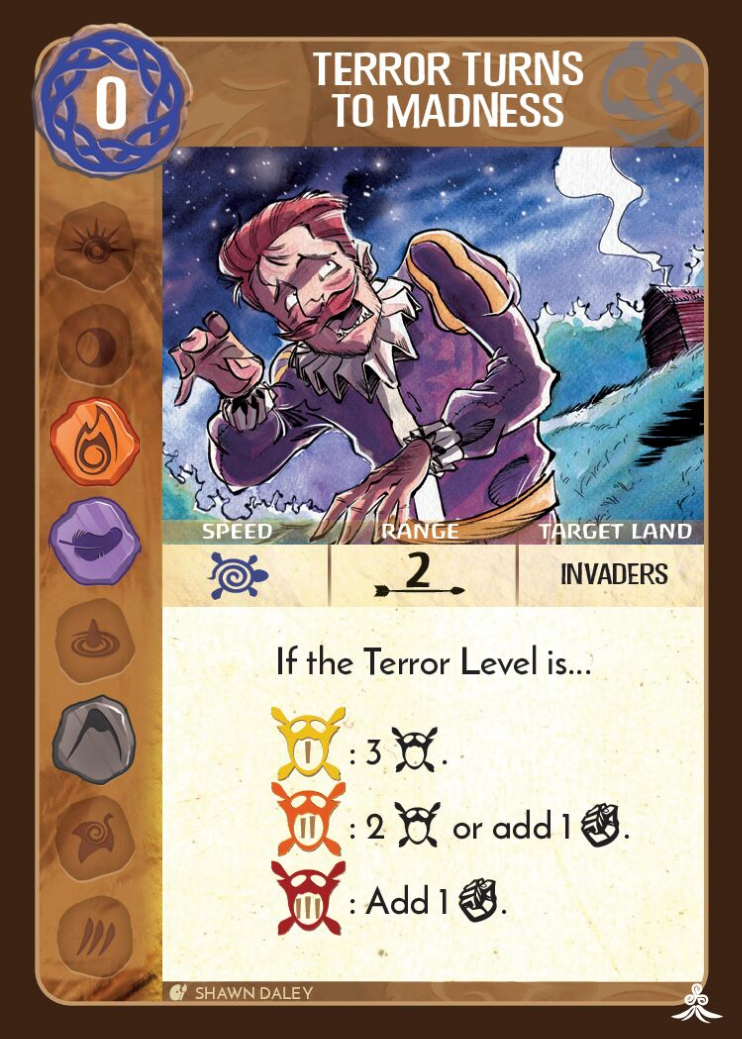 0
TERROR TURNS
TO MADNESS
SPEED RANGE TARGET LAND
2 INVADERS
If the Terror Level is...
I : 3 .
II : 2 or add 1 .
III : Add 1 .
SHAWN DALEY